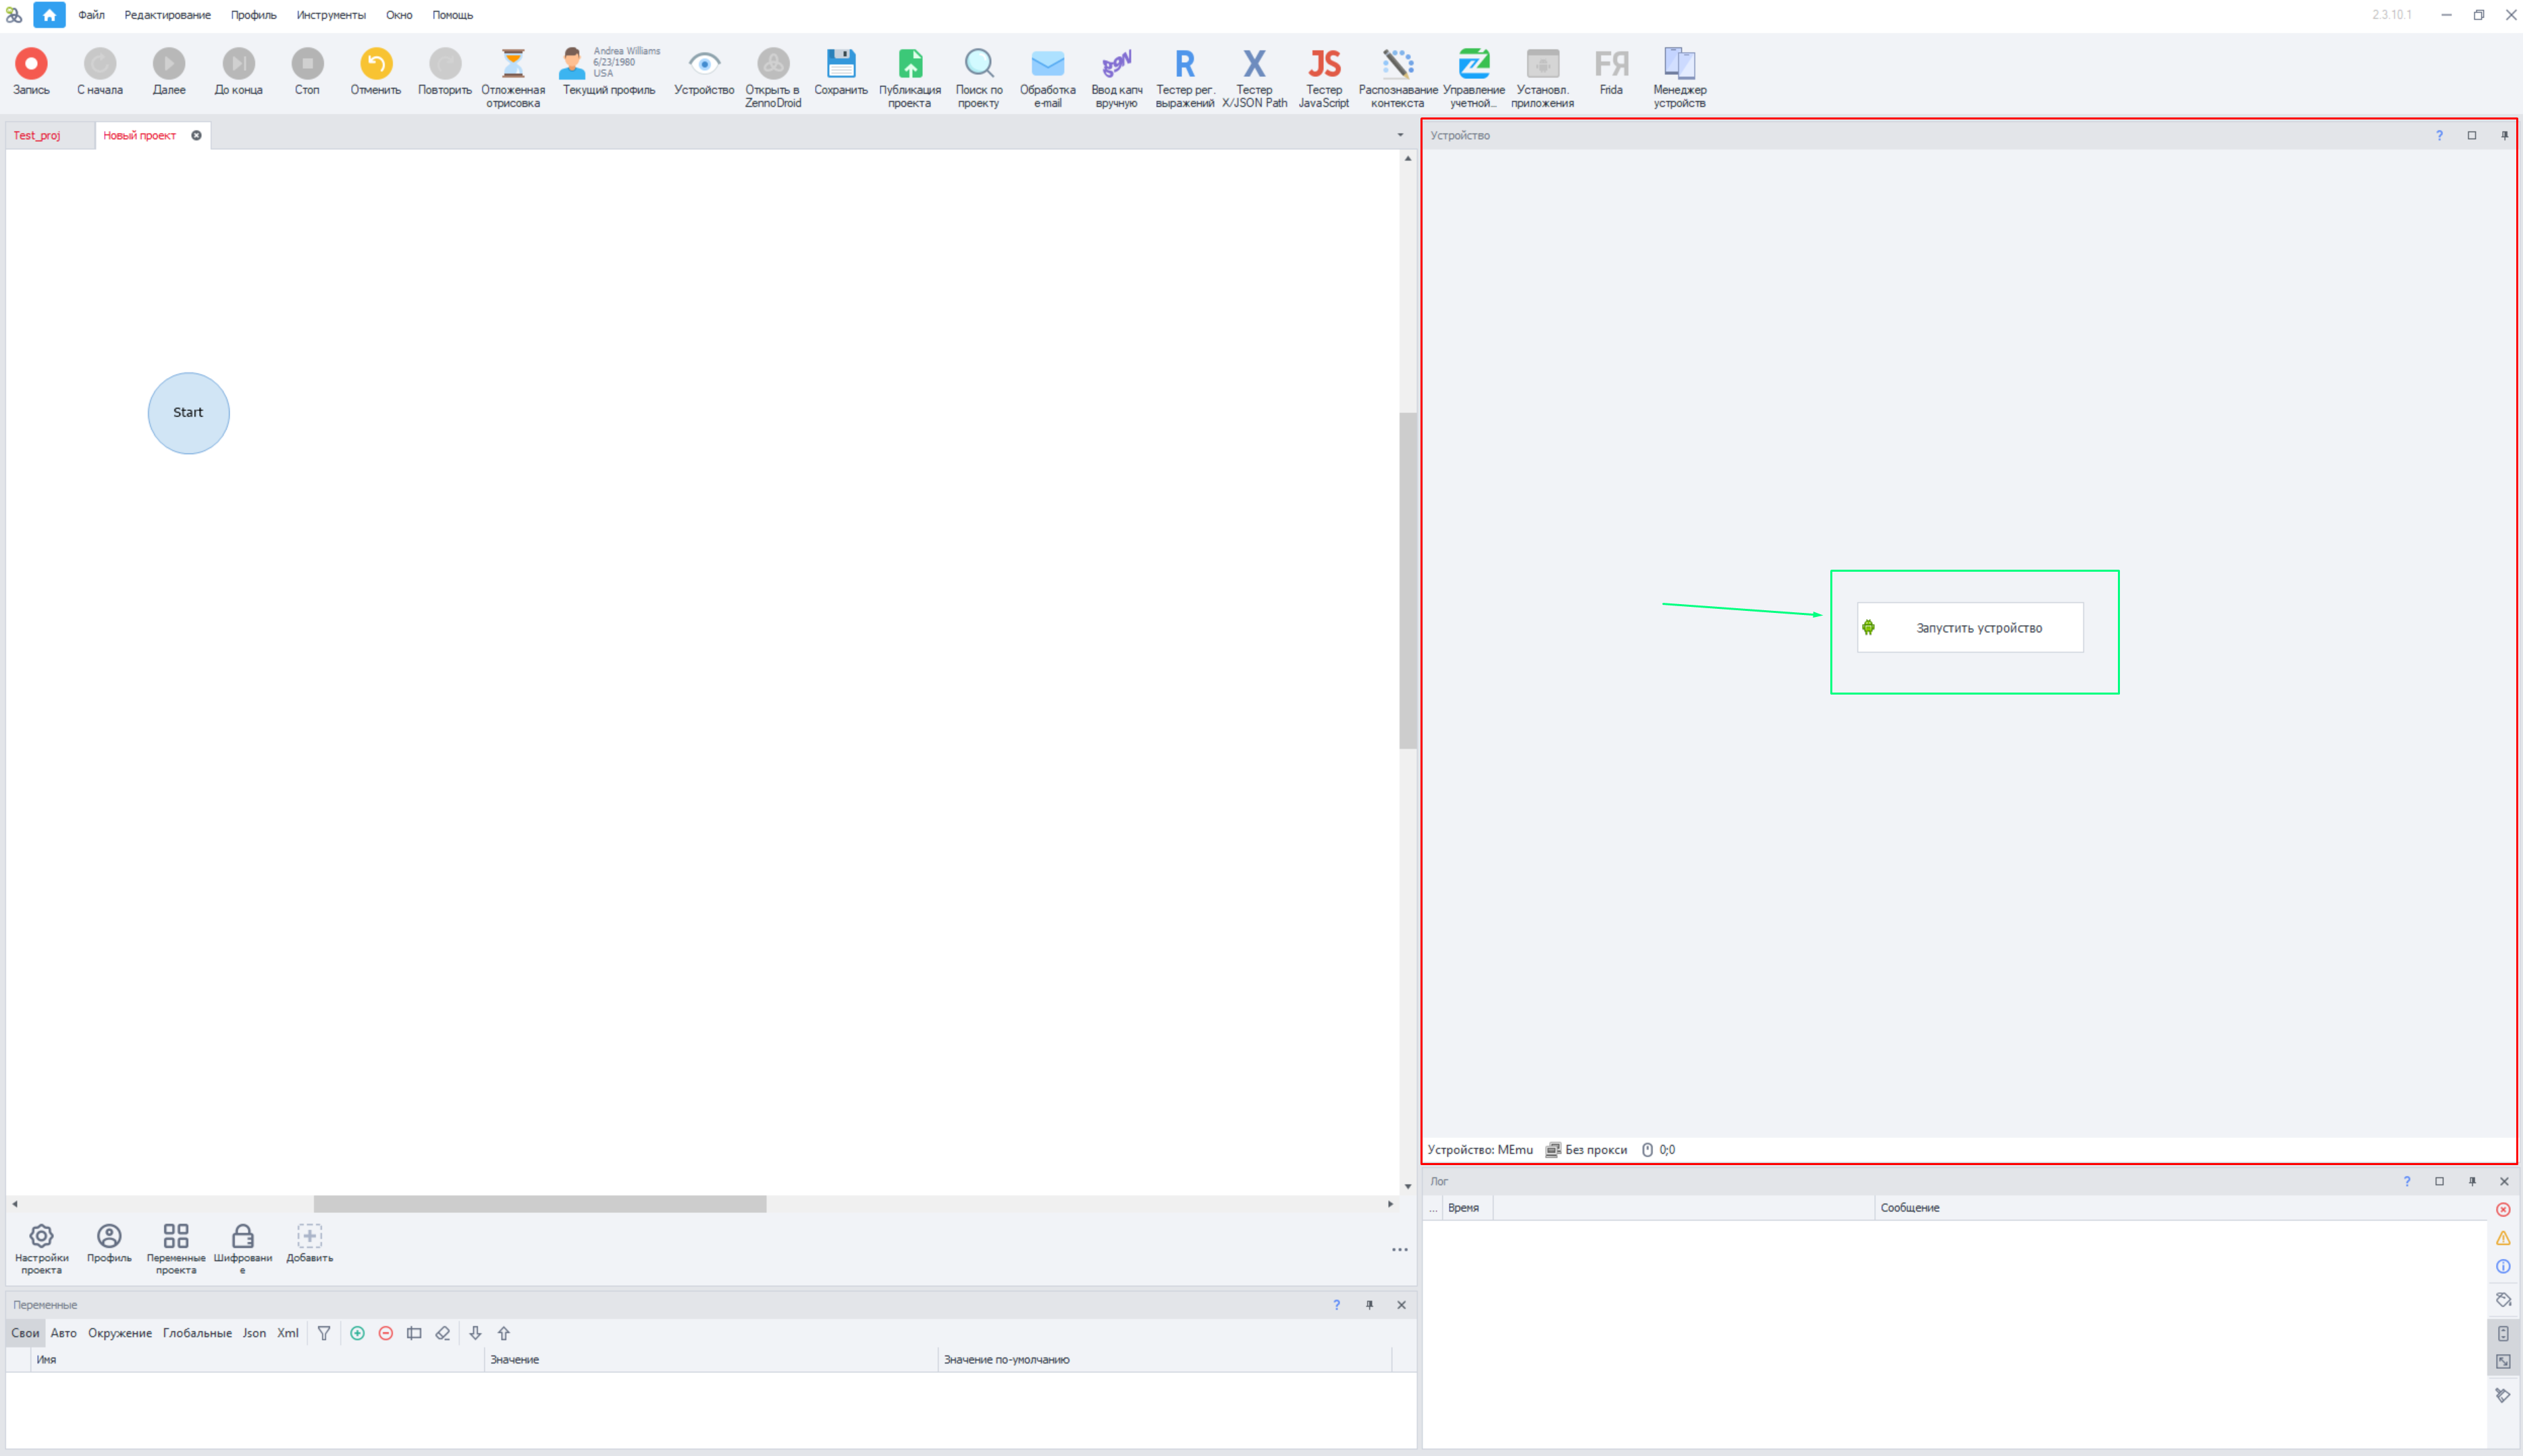 Файл Редактирование Профиль Инструменты Окно Помощь 2.3.10.1
Запись
С начала
Далее
До конца
Стоп
Отменить
Повторить
Отложенная
отрисовка
Andrea Williams
6/23/1980
USA
Текущий профиль
Устройство
Открыть в
ZennoDroid
Сохранить
Публикация
проекта
Поиск по
проекту
Обработка
e-mail
Ввод капч
вручную
R
Тестер рег.
выражений
X
Тестер
X/JSON Path
JS
Тестер
JavaScript
Распознавание
контекста
Управление
учетной...
Установл.
приложения
FЯ
Frida
Менеджер
устройств
Test_proj Новый проект
Start
Устройство ?
Запустить устройство
Устройство: MEmu Без прокси 0;0
Настройки
проекта
Профиль
Переменные
проекта
Шифровани
е
Добавить
...
Переменные ?
Свои Авто Окружение Глобальные Json Xml
Имя Значение Значение по-умолчанию
Лог ?
... Время Сообщение